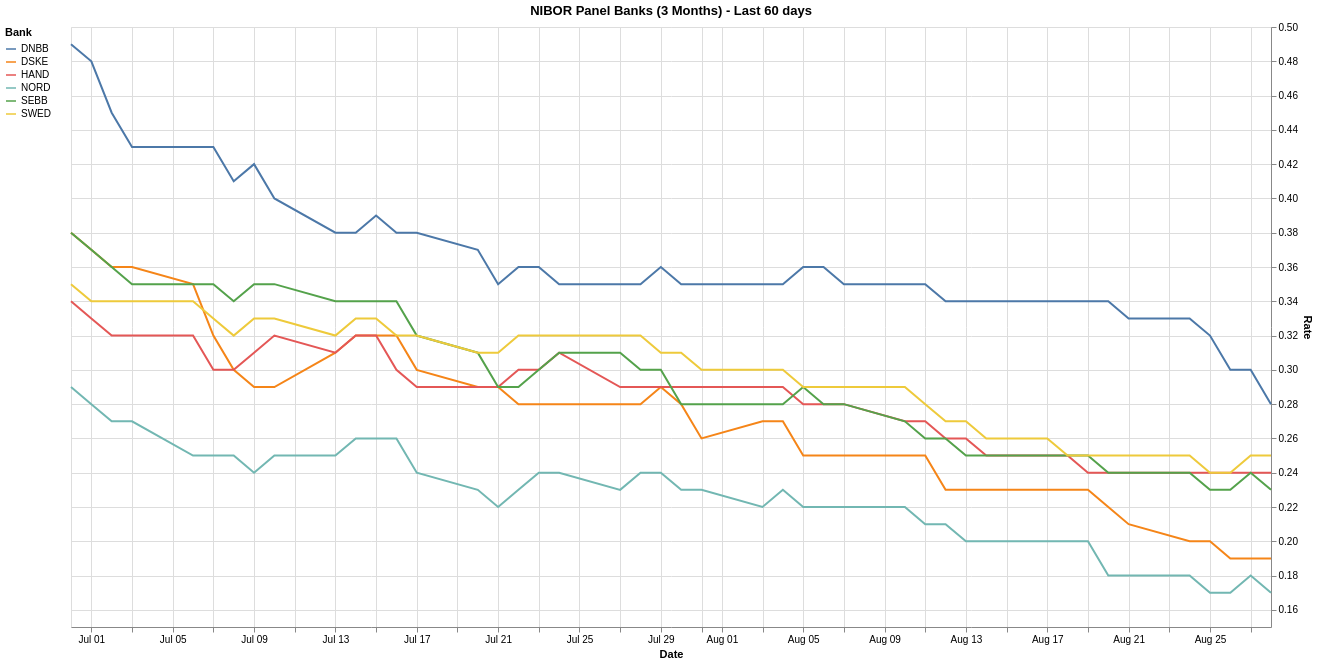 NIBOR Panel Banks (3 Months) - Last 60 days
Bank
DNBB
DSKE
HAND
NORD
SEBB
SWED
0.50
0.48
0.46
0.44
0.42
0.40
0.38
0.36
0.34
0.32
0.30
0.28
0.26
0.24
0.22
0.20
0.18
0.16
Rate
Jul 01 Jul 05 Jul 09 Jul 13 Jul 17 Jul 21 Jul 25 Jul 29 Aug 01 Aug 05 Aug 09 Aug 13 Aug 17 Aug 21 Aug 25
Date